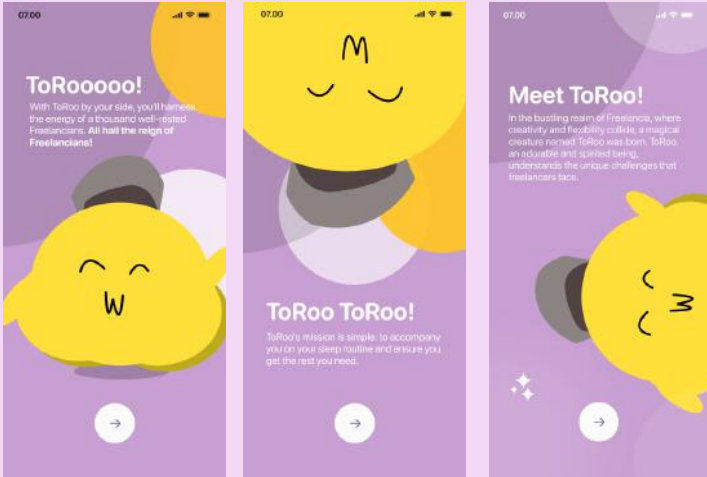 07.00
ToRooooo!
With ToRoo by your side, you'll harness
the energy of a thousand well-rested
Freelancians. All hail the reign of
Freelancians!
07.00
ToRoo ToRoo!
ToRoo's mission is simple: to accompany
you on your sleep routine and ensure you
get the rest you need.
07.00
Meet ToRoo!
In the bustling realm of Freelancia, where
creativity and flexibility collide, a magical
creature named ToRoo was born. ToRoo,
an adorable and spirited being,
understands the unique challenges that
freelancers face.